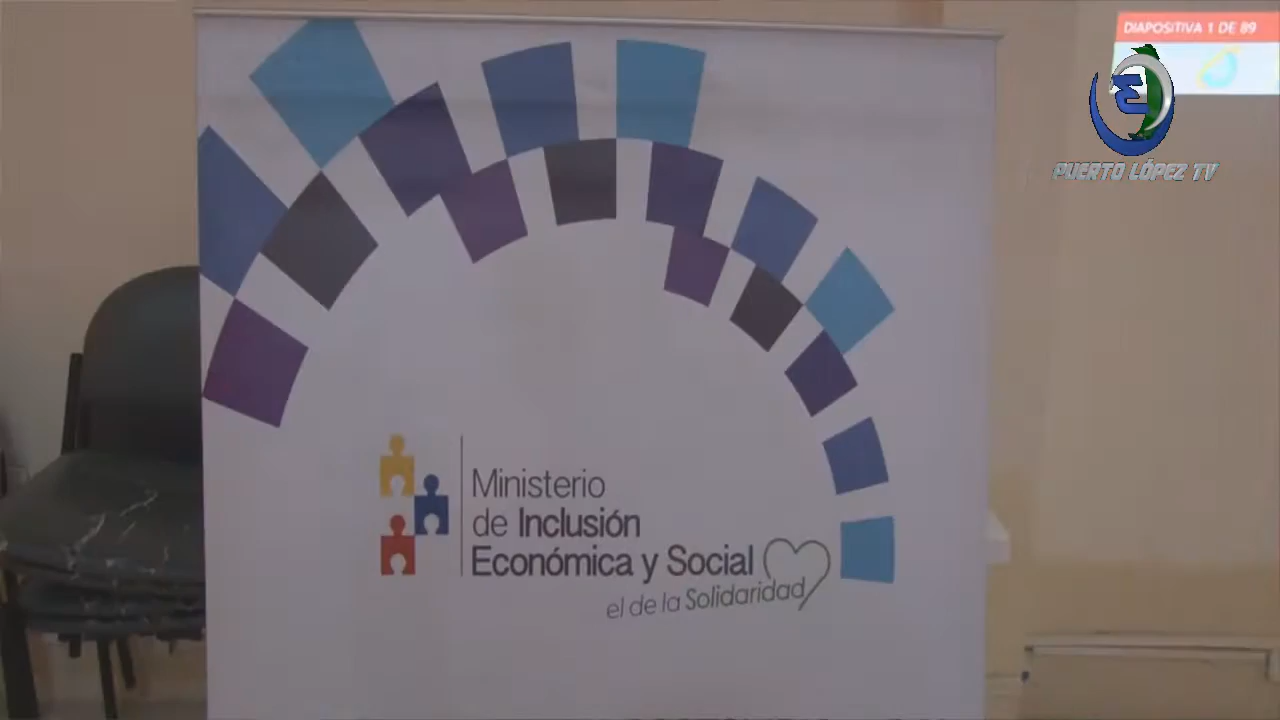 DIAPOSITIVA 1 DE 89
PUERTO LÓPEZ TV
Ministerio
de Inclusión
Económica y Social
el de la Solidaridad